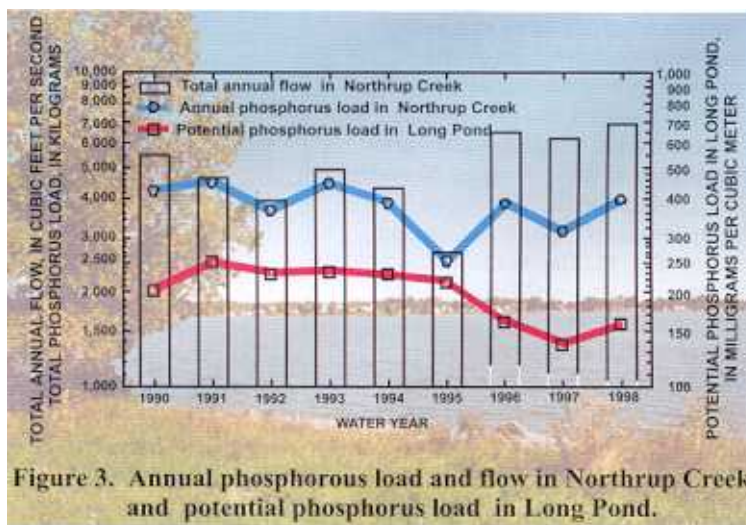 TOTAL ANNUAL FLOW, IN CUBIC FEET PER SECOND
TOTAL PHOSPHORUS LOAD, IN KILOGRAMS
10,000
9,000
8,000
7,000
6,000
5,000
4,000
3,000
2,500
2,000
1,500
1,000
Total annual flow in Northrup Creek
Annual phosphorus load in Northrup Creek
Potential phosphorus load in Long Pond
1,000
900
800
700
600
500
400
300
250
200
150
100
POTENTIAL PHOSPHORUS LOAD IN LONG POND,
IN MILLIGRAMS PER CUBIC METER
1990 1991 1992 1993 1994 1995 1996 1997 1998
WATER YEAR
Figure 3. Annual phosphorous load and flow in Northrup Creek
and potential phosphorus load in Long Pond.